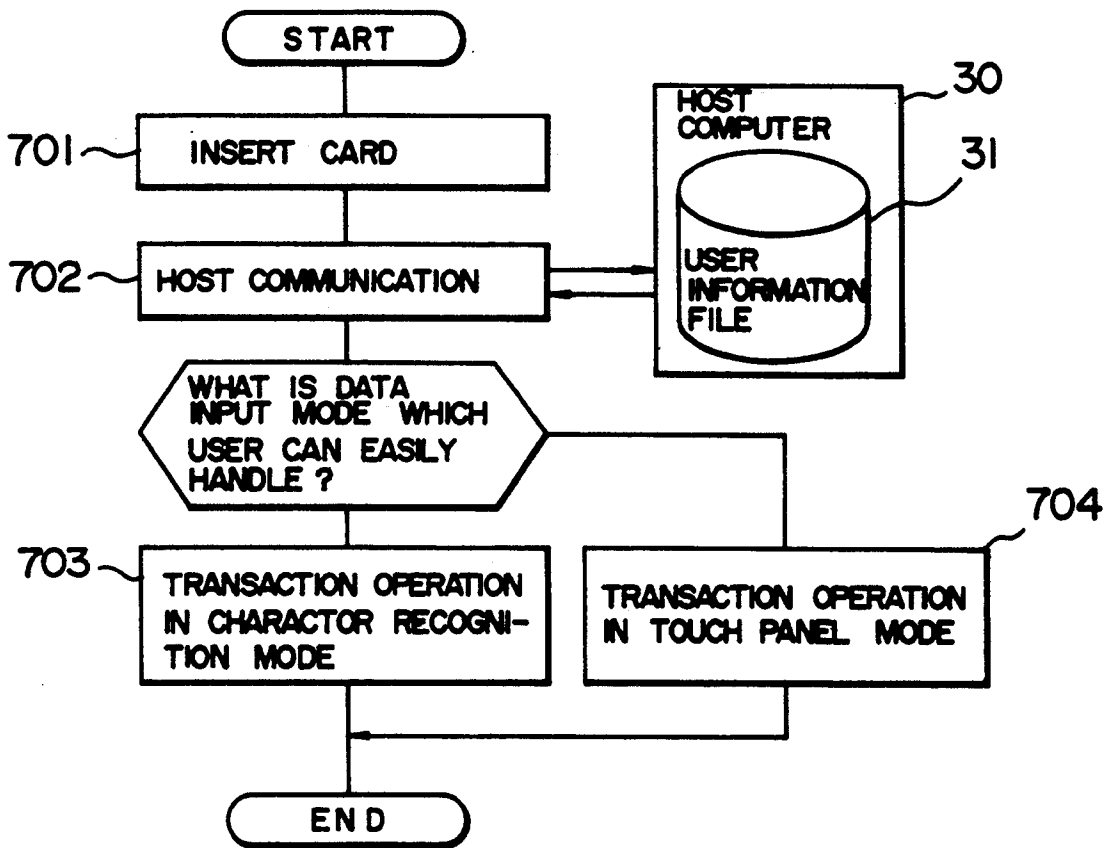 START
701
INSERT CARD
30
HOST
COMPUTER
31
USER
INFORMATION
FILE
702
HOST COMMUNICATION
WHAT IS DATA
INPUT MODE WHICH
USER CAN EASILY
HANDLE ?
703
TRANSACTION OPERATION
IN CHARACTOR RECOGNI-
TION MODE
704
TRANSACTION OPERATION
IN TOUCH PANEL MODE
END